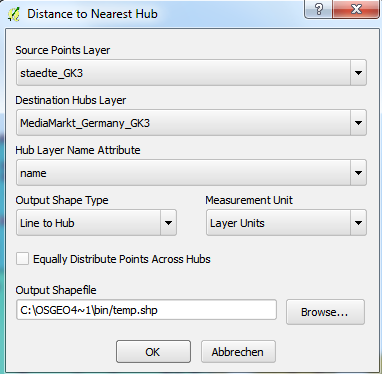 Distance to Nearest Hub
Source Points Layer
staedte_GK3
Destination Hubs Layer
MediaMarkt_Germany_GK3
Hub Layer Name Attribute
name
Output Shape Type
Measurement Unit
Line to Hub
Layer Units
Equally Distribute Points Across Hubs
Output Shapefile
C:\OSGEO4~1\bin/temp.shp
Browse...
OK
Abbrechen